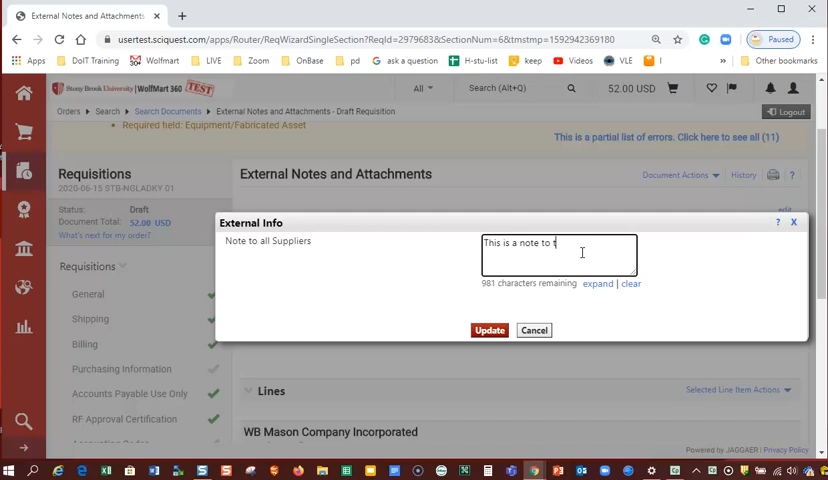 External Notes and Attachments
usertest.sciquest.com/apps/Router/ReqWizardSingleSection?ReqId=2979683&SectionNum=6&tmstmp=1592942369180
Paused
Apps
DoIT Training
Wolfmart
LIVE
Zoom
OnBase
pd
ask a question
H-stu-list
keep
Videos
VLE
I
Other bookmarks
Stony Brook University | WolfMart 360
TEST
All
Search (Alt+Q)
52.00 USD
Orders > Search > Search Documents > External Notes and Attachments - Draft Requisition
Logout
Required field: Equipment/Fabricated Asset
This is a partial list of errors. Click here to see all (11)
Requisitions
2020-06-15 STB-NGLADKY 01
External Notes and Attachments
Document Actions
History
?
Status: Draft
Document Total: 52.00 USD
What's next for my order?
edit
External Info
? X
Note to all Suppliers
This is a note to t
981 characters remaining expand | clear
Update
Cancel
Requisitions
General
Shipping
Billing
Purchasing Information
Accounts Payable Use Only
RF Approval Certification
Accounting Codes
Lines
Selected Line Item Actions
WB Mason Company Incorporated
Powered by JAGGAER | Privacy Policy